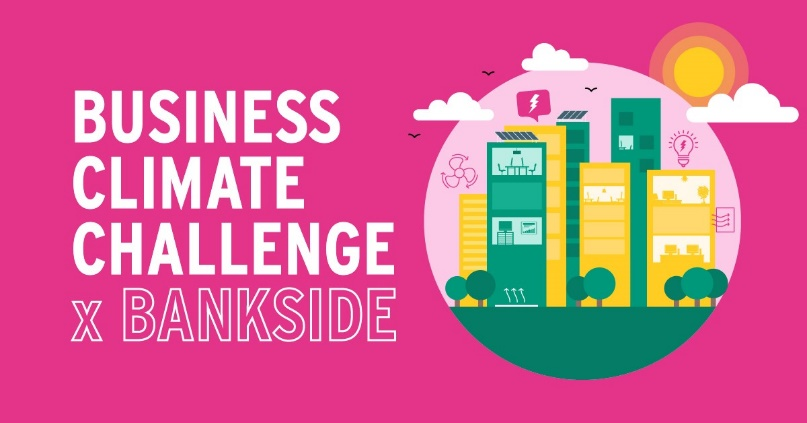 BUSINESS
CLIMATE
CHALLENGE
x BANKSIDE